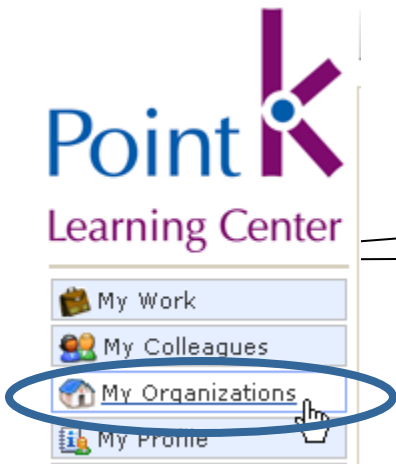 Point K
Learning Center
My Work
My Colleagues
My Organizations
My Profile